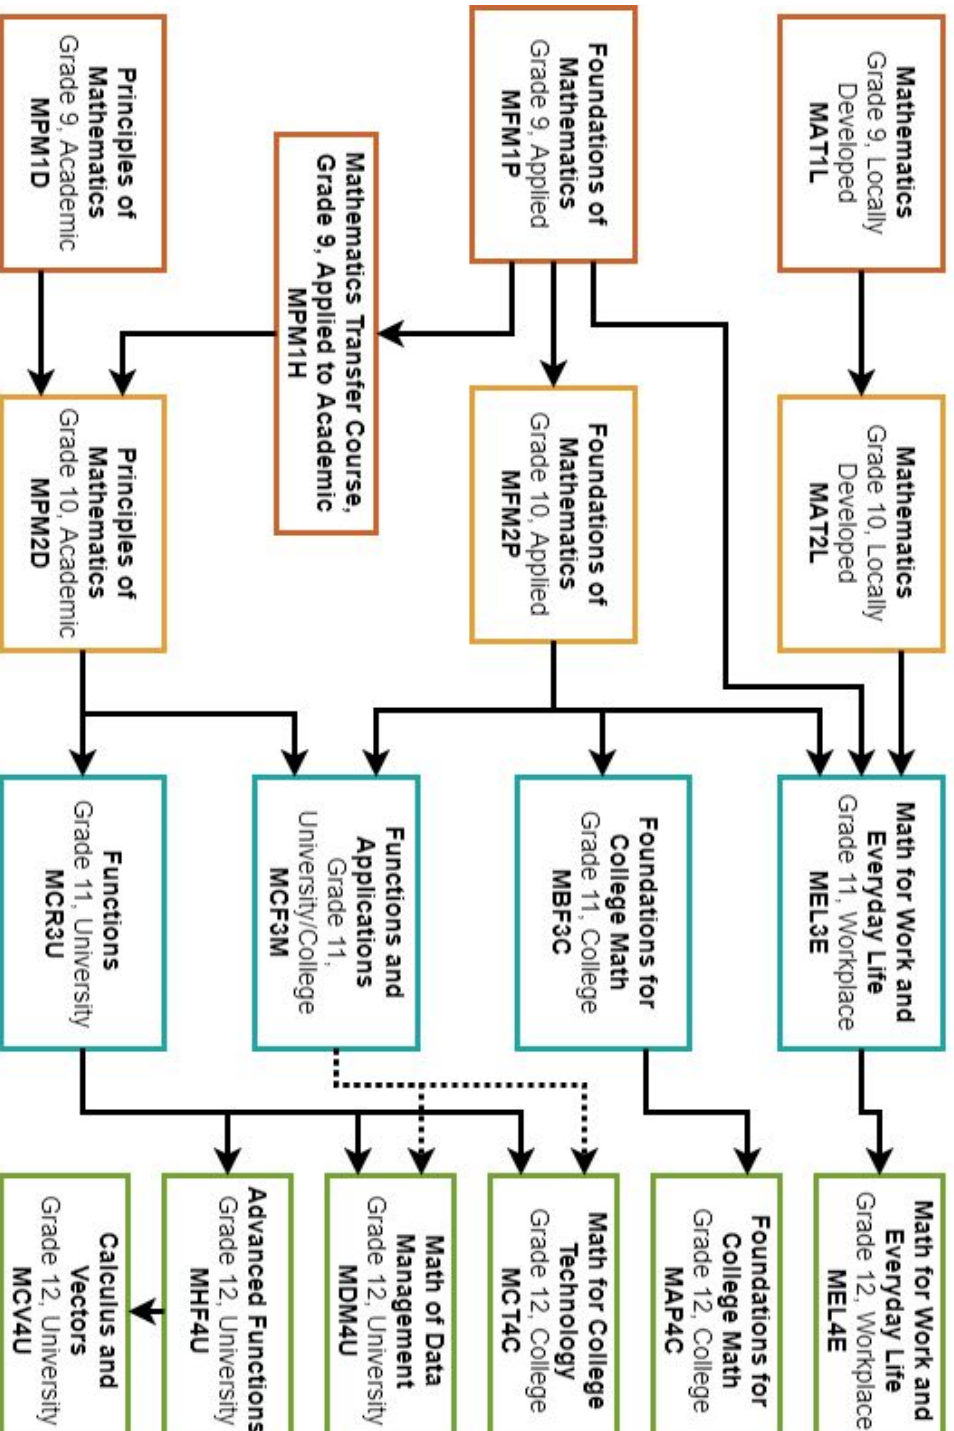 Principles of
Mathematics
Grade 9, Academic
MPM1D
Mathematics Transfer Course,
Grade 9, Applied to Academic
MPM1H
Foundations of
Mathematics
Grade 9, Applied
MFM1P
Mathematics
Grade 9, Locally
Developed
MAT1L
Principles of
Mathematics
Grade 10, Academic
MPM2D
Foundations of
Mathematics
Grade 10, Applied
MFM2P
Mathematics
Grade 10, Locally
Developed
MAT2L
Functions
Grade 11, University
MCR3U
Functions and
Applications
Grade 11,
University/College
MCF3M
Foundations for
College Math
Grade 11, College
MBF3C
Math for Work and
Everyday Life
Grade 11, Workplace
MEL3E
Calculus and
Vectors
Grade 12, University
MCV4U
Advanced Functions
Grade 12, University
MHF4U
Math of Data
Management
Grade 12, University
MDM4U
Math for College
Technology
Grade 12, College
MCT4C
Foundations for
College Math
Grade 12, College
MAP4C
Math for Work and
Everyday Life
Grade 12, Workplace
MEL4E